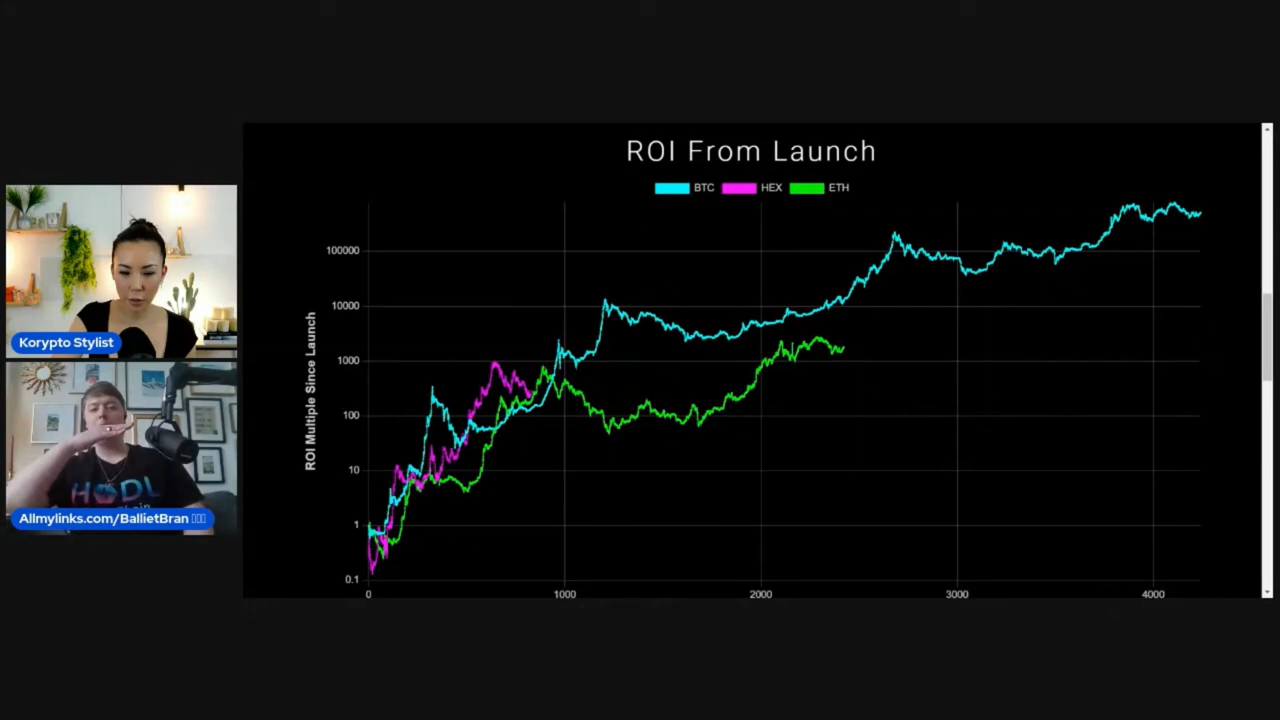 ROI From Launch
BTC HEX ETH
ROI Multiple Since Launch
100000
10000
1000
100
10
1
0.1
0 1000 2000 3000 4000
Korypto Stylist
HODL
Allmylinks.com/BallietBran